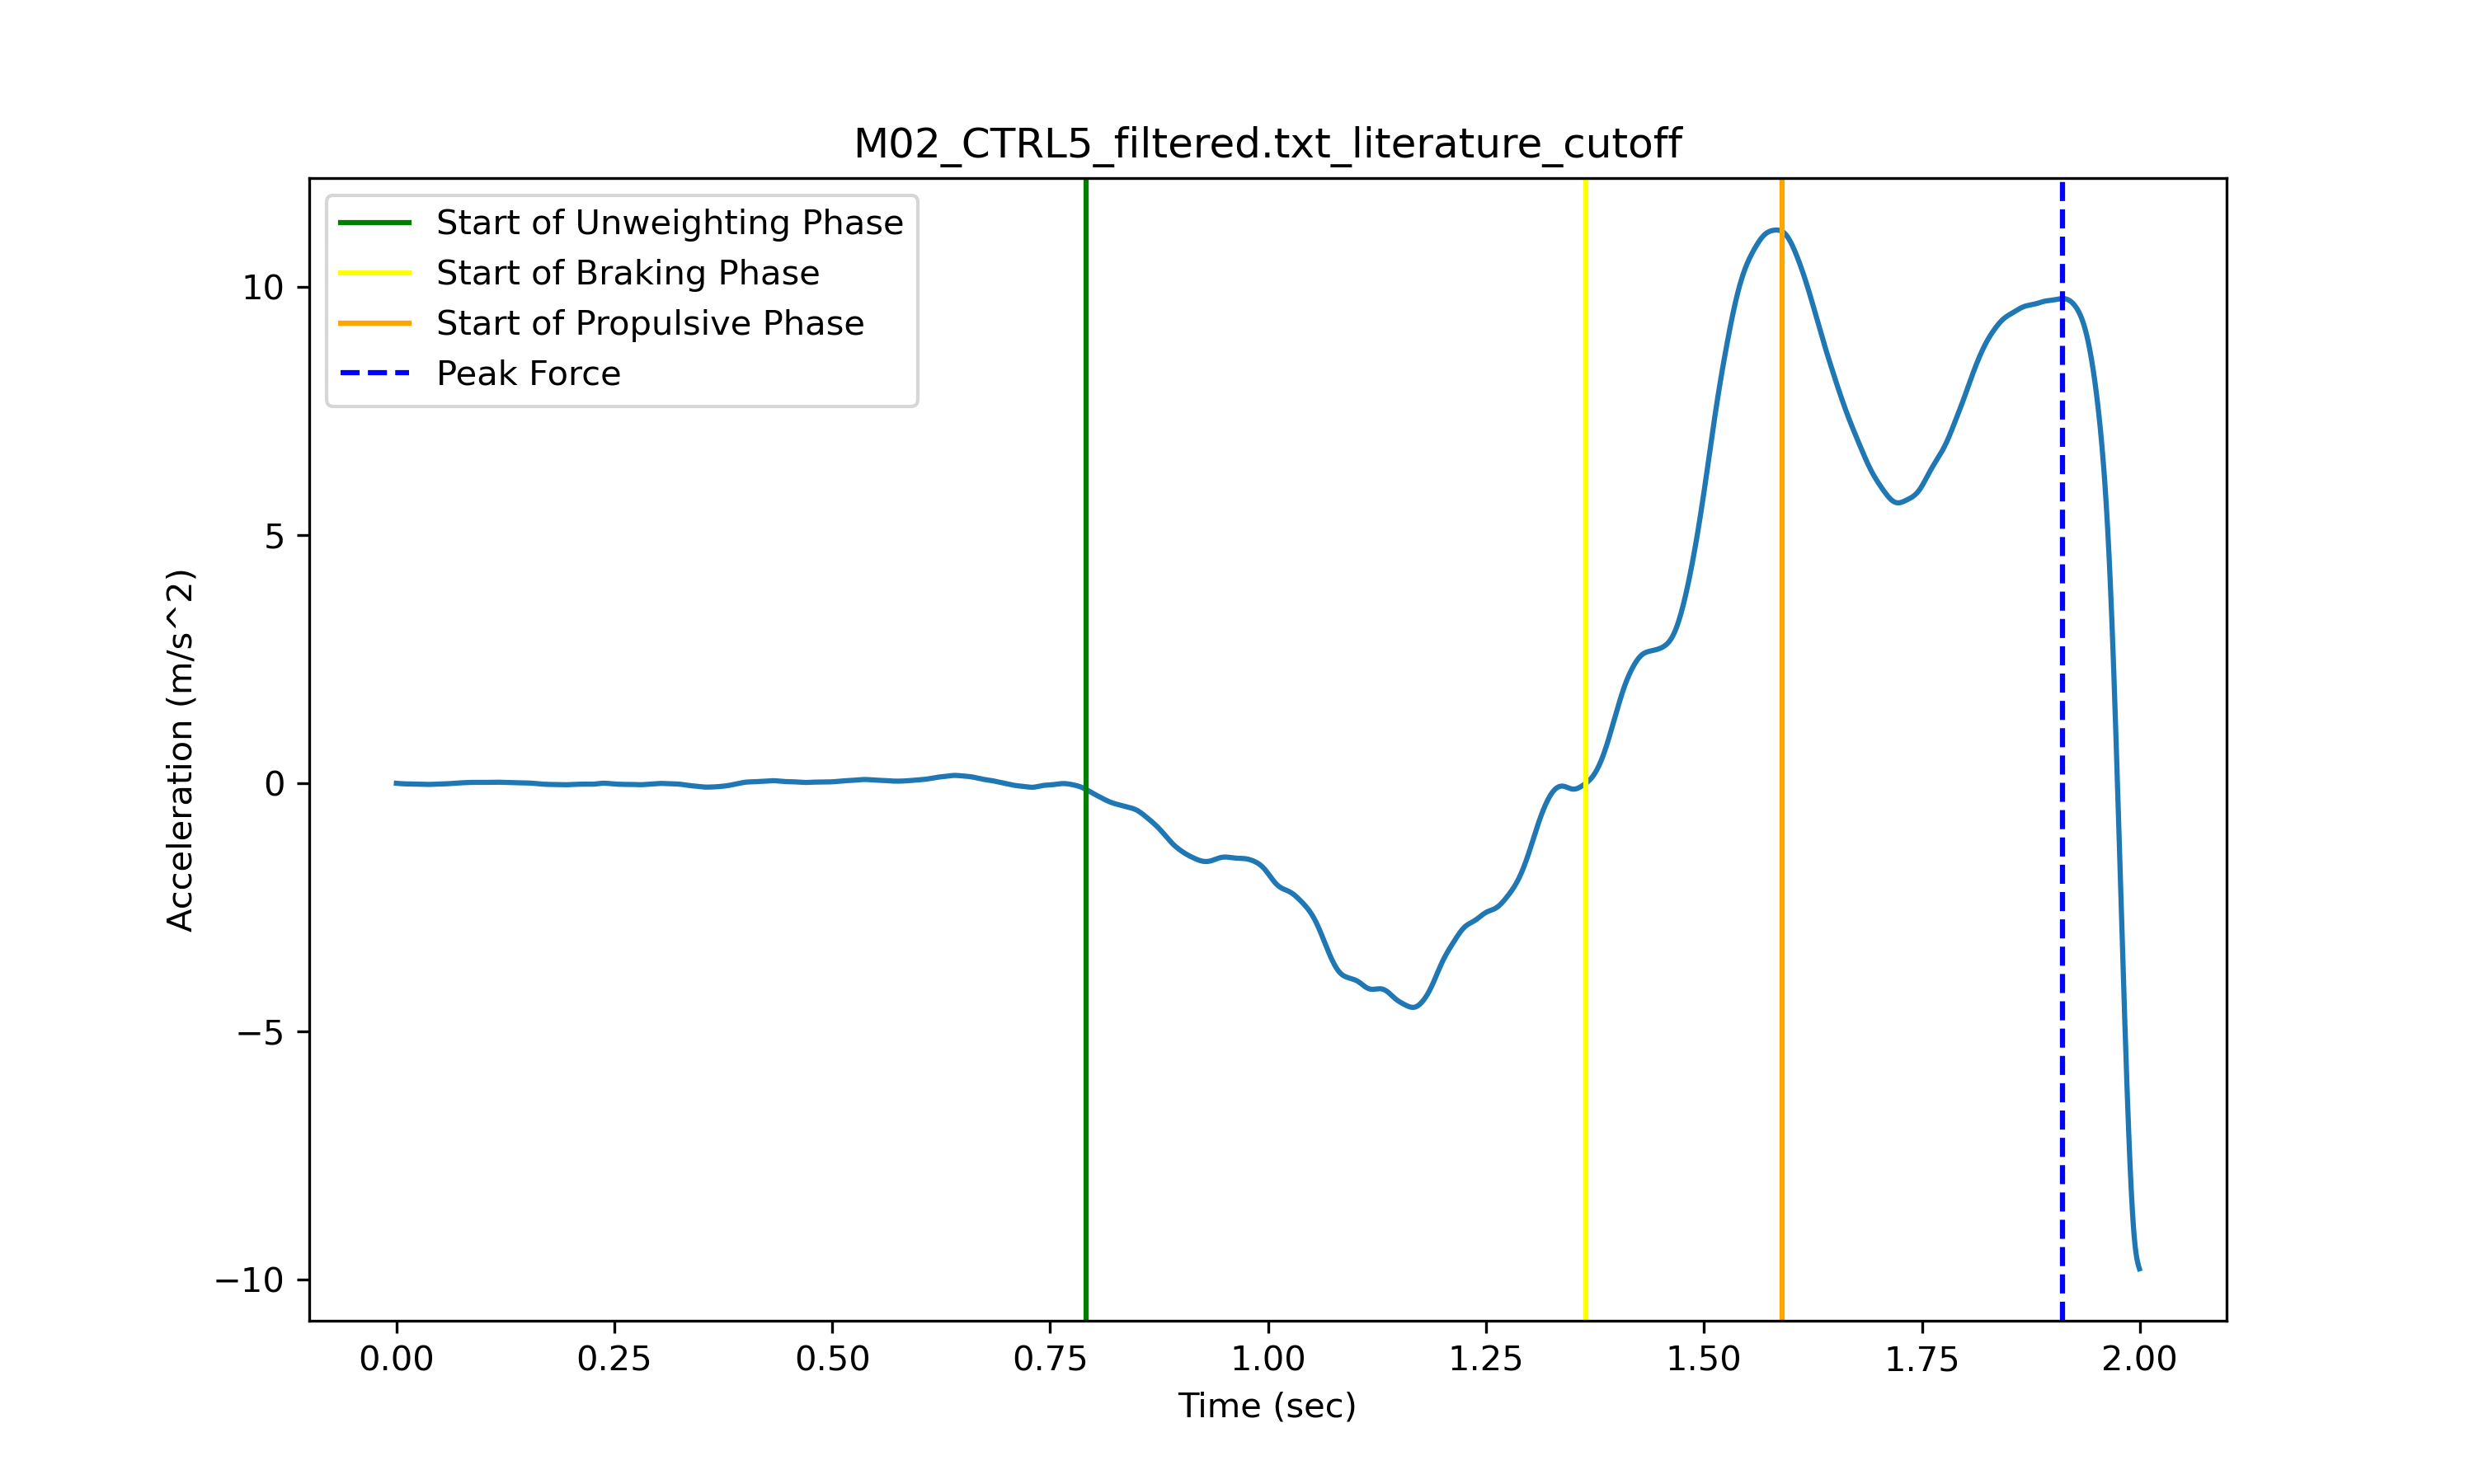 M02_CTRL5_filtered.txt_literature_cutoff
Start of Unweighting Phase
Start of Braking Phase
Start of Propulsive Phase
Peak Force
10
5
0
−5
−10
Acceleration (m/s^2)
0.00 0.25 0.50 0.75 1.00 1.25 1.50 1.75 2.00
Time (sec)